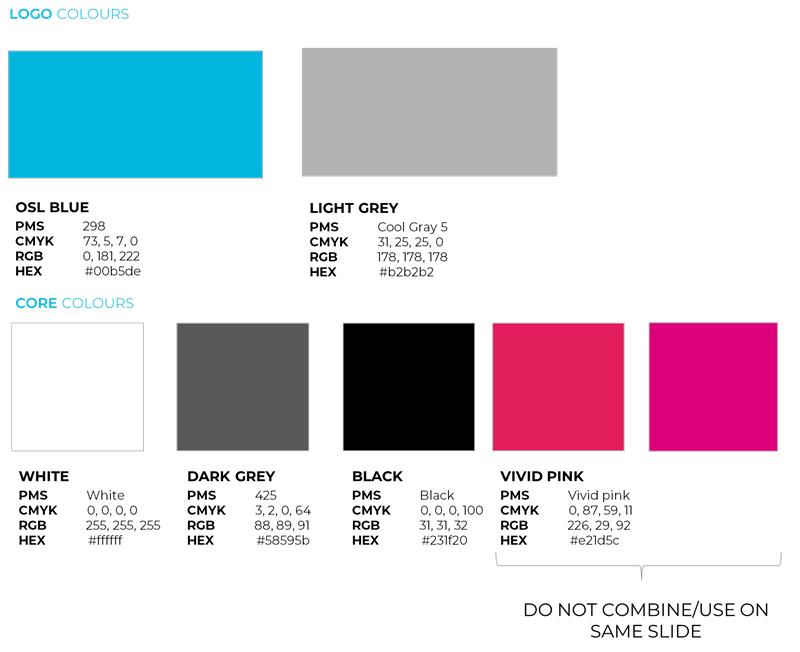 LOGO COLOURS
OSL BLUE
PMS 298
CMYK 73, 5, 7, 0
RGB 0, 181, 222
HEX #00b5de
LIGHT GREY
PMS Cool Gray 5
CMYK 31, 25, 25, 0
RGB 178, 178, 178
HEX #b2b2b2
CORE COLOURS
WHITE
PMS White
CMYK 0, 0, 0, 0
RGB 255, 255, 255
HEX #ffffff
DARK GREY
PMS 425
CMYK 3, 2, 0, 64
RGB 88, 89, 91
HEX #58595b
BLACK
PMS Black
CMYK 0, 0, 0, 100
RGB 31, 31, 32
HEX #231f20
VIVID PINK
PMS Vivid pink
CMYK 0, 87, 59, 11
RGB 226, 29, 92
HEX #e21d5c
DO NOT COMBINE/USE ON
SAME SLIDE